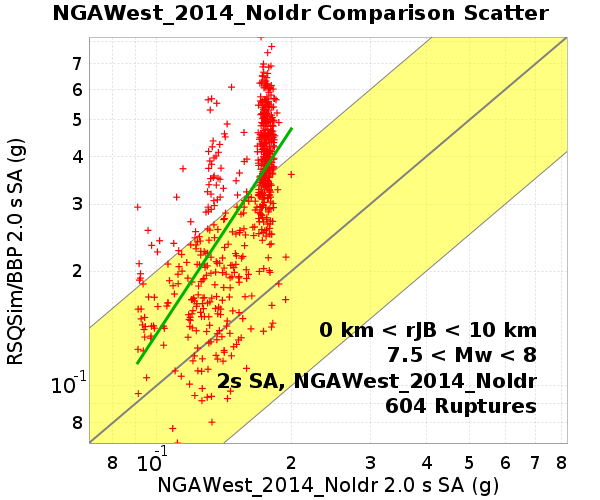 NGAWest_2014_NoIdr Comparison Scatter
RSQSim/BBP 2.0 s SA (g)
7
6
5
4
3
2
10^-1
8
0 km < rJB < 10 km
7.5 < Mw < 8
2s SA, NGAWest_2014_NoIdr
604 Ruptures
8 10^-1 2 3 4 5 6 7 8
NGAWest_2014_NoIdr 2.0 s SA (g)